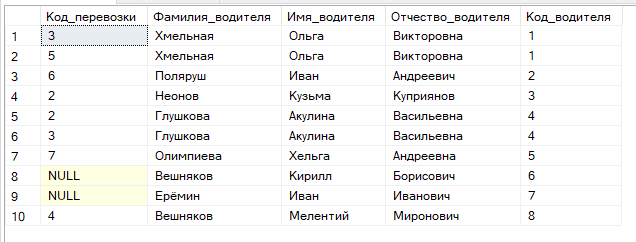 Код_перевозки Фамилия_водителя Имя_водителя Отчество_водителя Код_водителя
1 3 Хмельная Ольга Викторовна 1
2 5 Хмельная Ольга Викторовна 1
3 6 Поляруш Иван Андреевич 2
4 2 Неонов Кузьма Куприянов 3
5 2 Глушкова Акулина Васильевна 4
6 3 Глушкова Акулина Васильевна 4
7 7 Олимпиева Хельга Андреевна 5
8 NULL Вешняков Кирилл Борисович 6
9 NULL Ерёмин Иван Иванович 7
10 4 Вешняков Мелентий Миронович 8